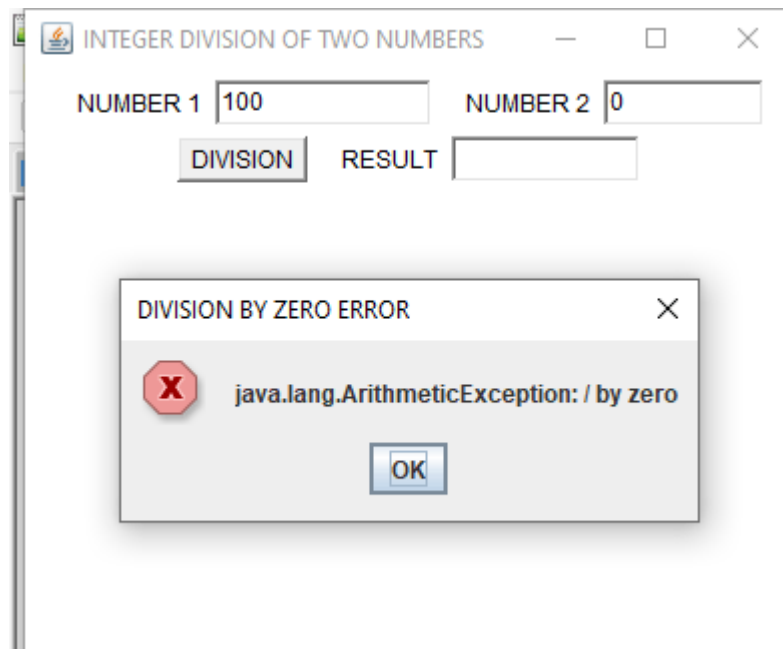 INTEGER DIVISION OF TWO NUMBERS
NUMBER 1 100 NUMBER 2 0
DIVISION RESULT
DIVISION BY ZERO ERROR
java.lang.ArithmeticException: / by zero
OK